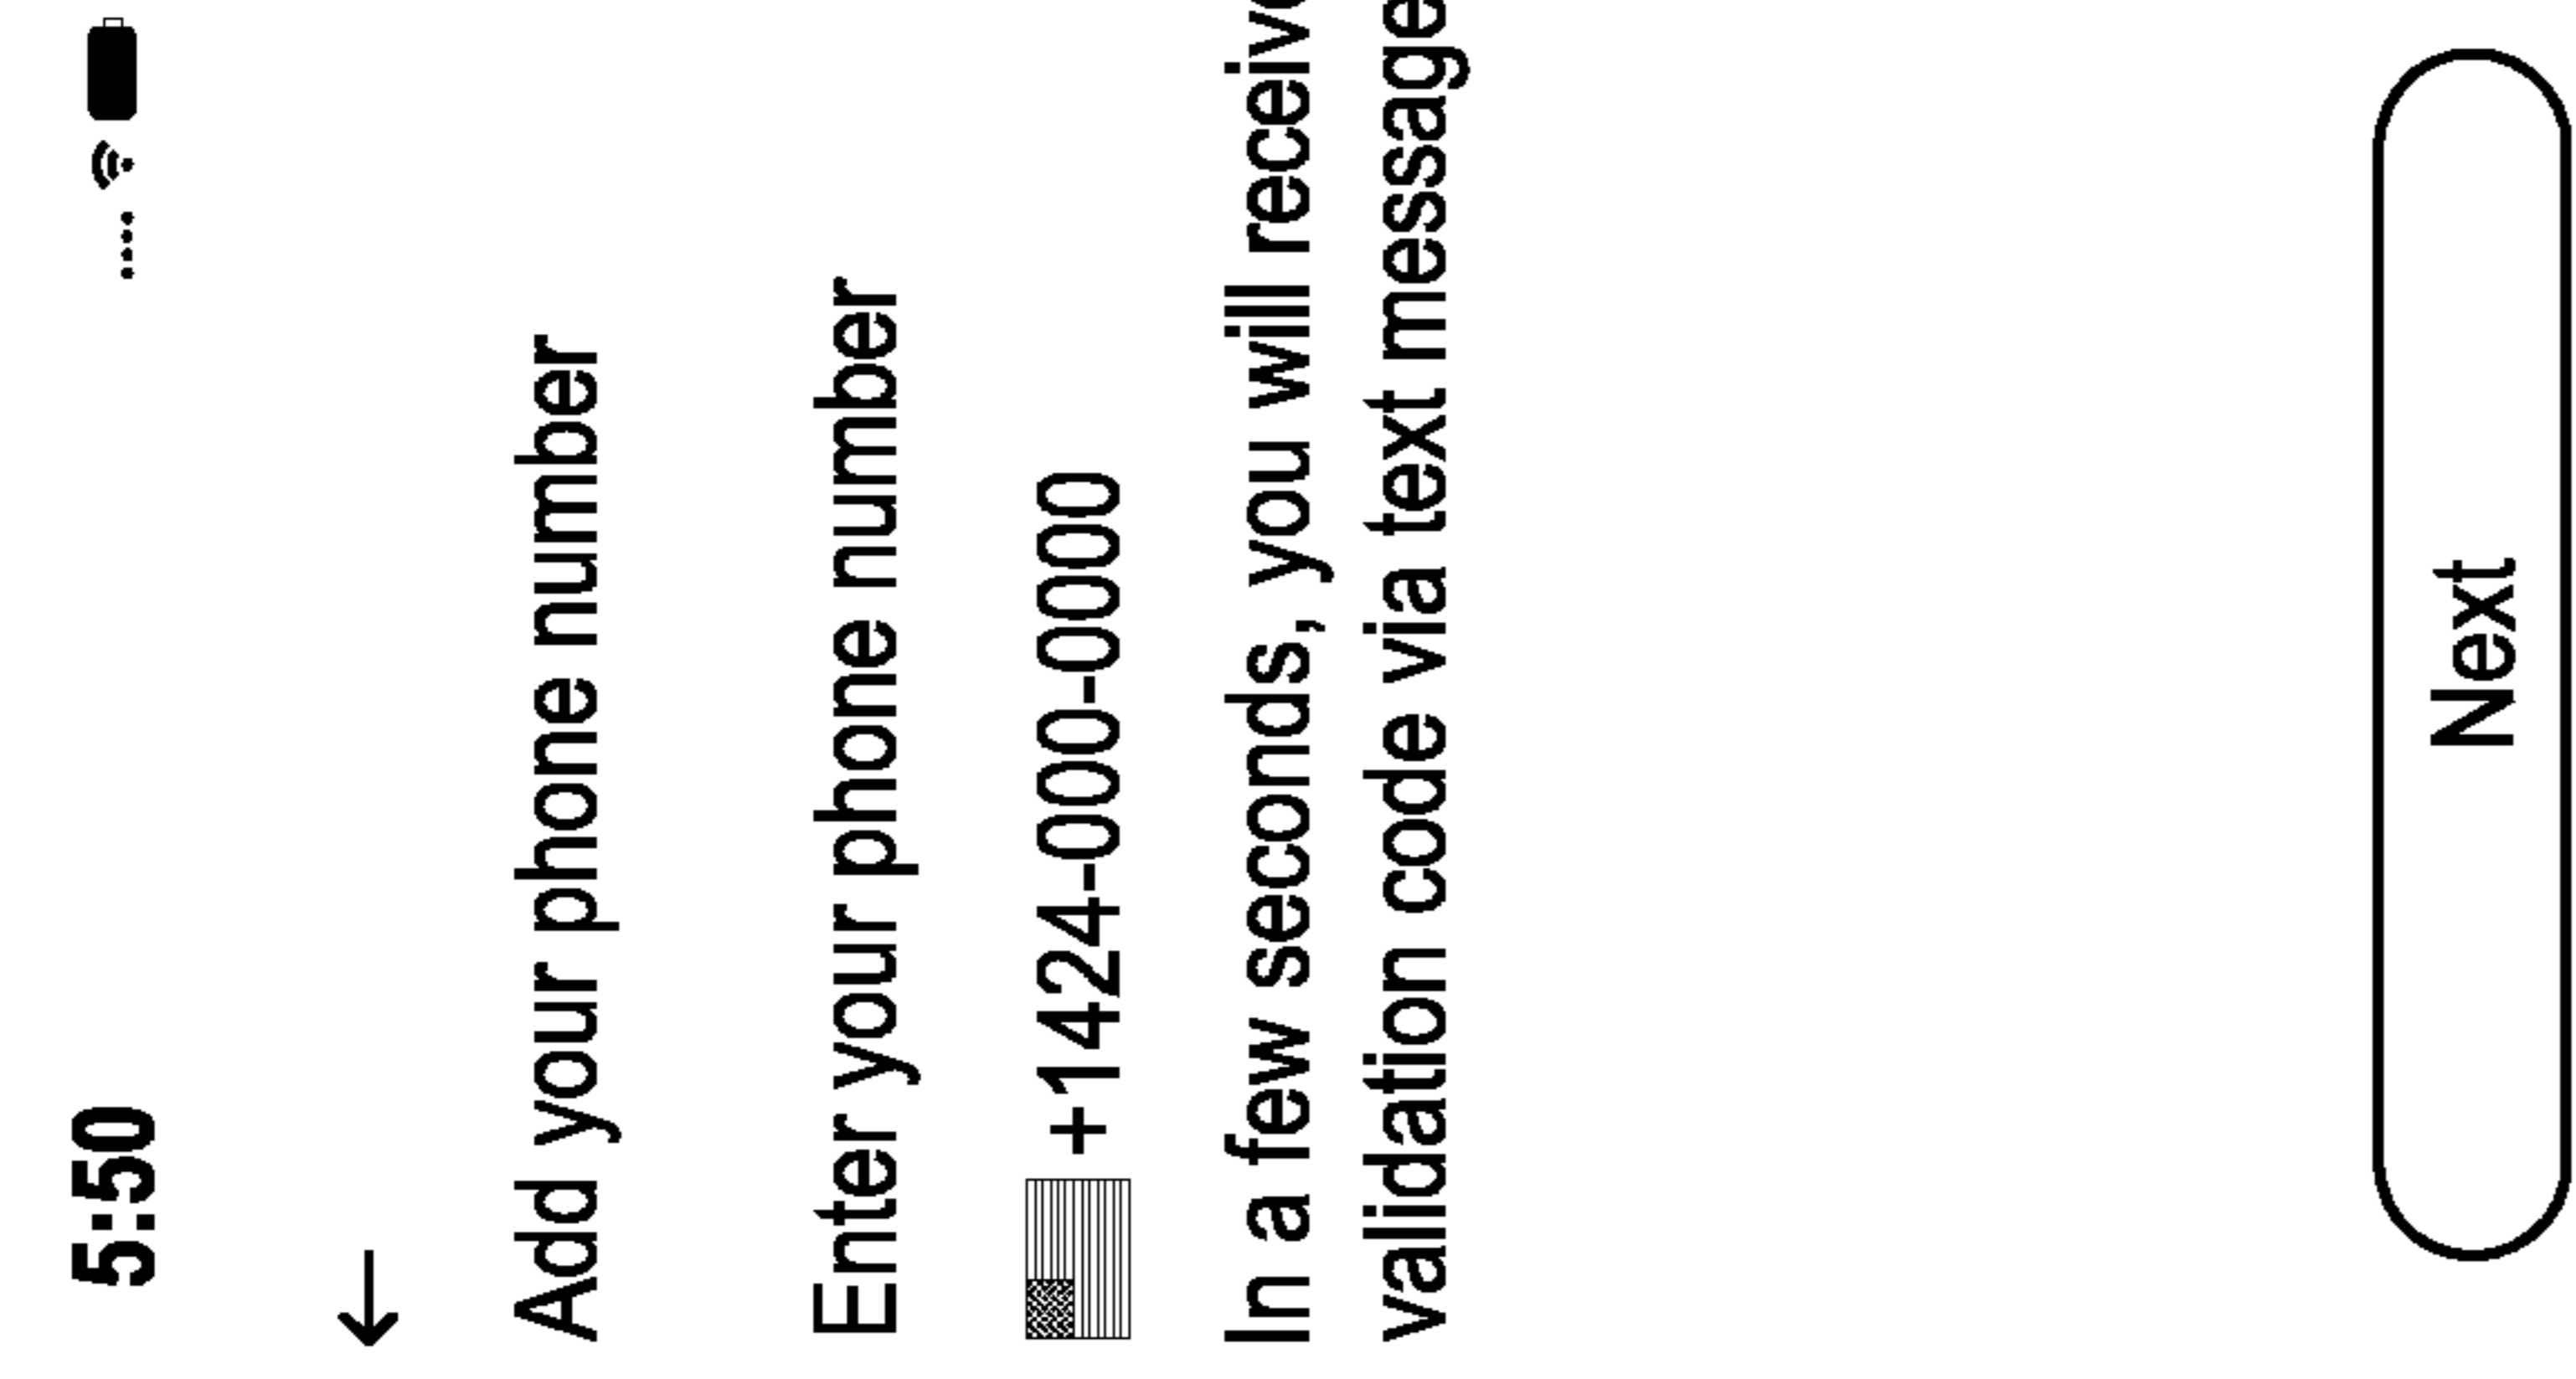 5:50
Add your phone number
Enter your phone number
+1424-000-0000
In a few seconds, you will receive
validation code via text message
Next